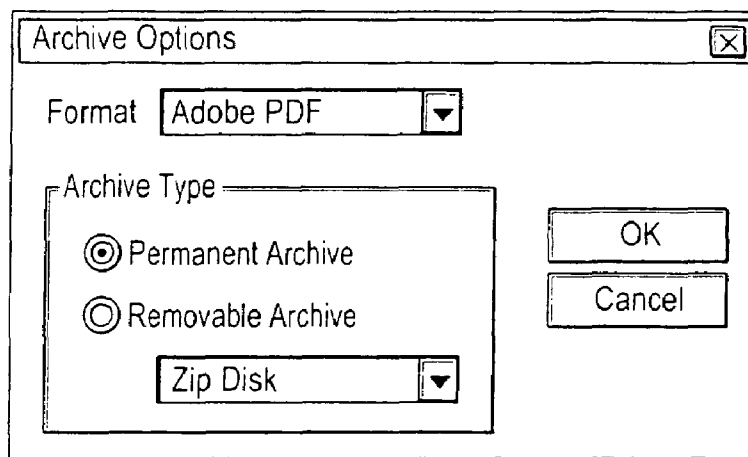 Archive Options
Format Adobe PDF
Archive Type
Permanent Archive
Removable Archive
Zip Disk
OK
Cancel